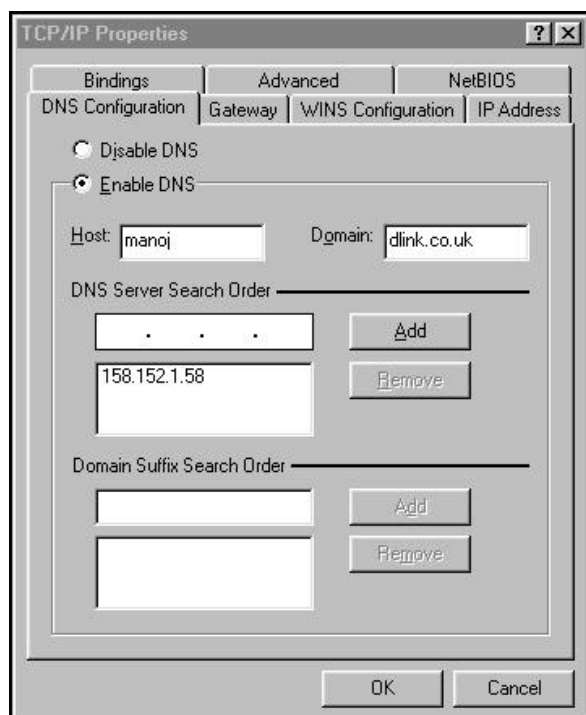 TCP/IP Properties ? X
Bindings Advanced NetBIOS
DNS Configuration Gateway WINS Configuration IP Address
Disable DNS
Enable DNS
Host: manoj Domain: dlink.co.uk
DNS Server Search Order
. . . Add
158.152.1.58 Remove
Domain Suffix Search Order
Add
Remove
OK Cancel